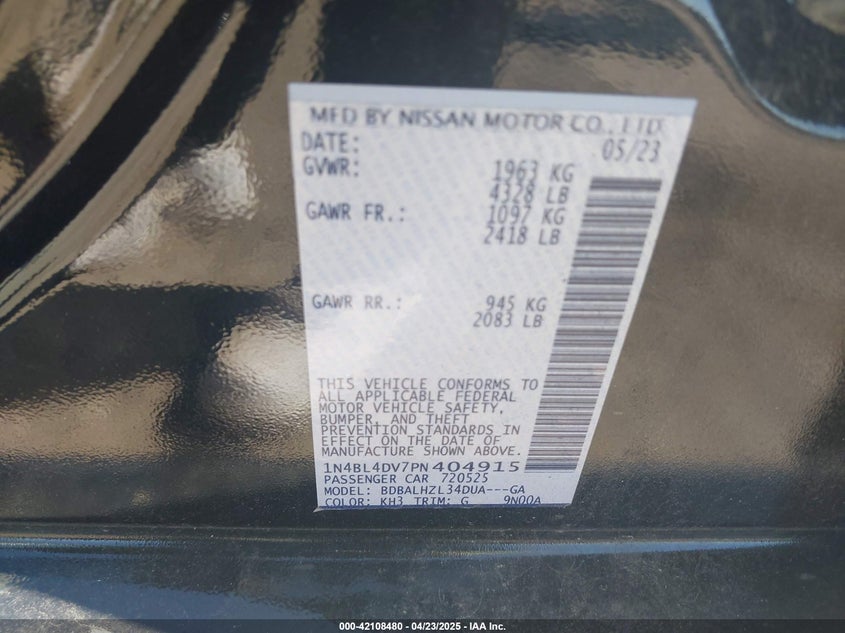 MFD BY NISSAN MOTOR CO., LTD.
DATE: 05/23
GVWR: 1963 KG
4328 LB
GAWR FR.: 1097 KG
2418 LB
GAWR RR.: 945 KG
2083 LB
THIS VEHICLE CONFORMS TO
ALL APPLICABLE FEDERAL
MOTOR VEHICLE SAFETY,
BUMPER, AND THEFT
PREVENTION STANDARDS IN
EFFECT ON THE DATE OF
MANUFACTURE SHOWN ABOVE.
1N4BL4DV7PN404915
PASSENGER CAR 720525
MODEL: BDBALHZL34DUA---GA
COLOR: KH3 TRIM: G 9N00A
000-42108480 - 04/23/2025 - IAA Inc.